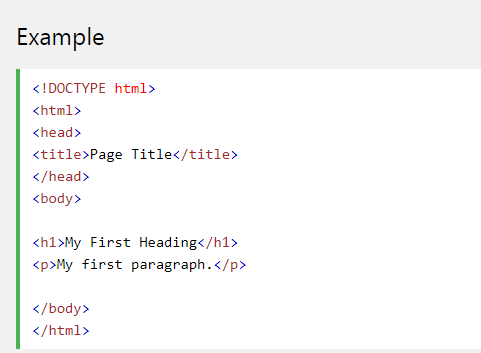 Example
<!DOCTYPE html>
<html>
<head>
<title>Page Title</title>
</head>
<body>
<h1>My First Heading</h1>
<p>My first paragraph.</p>
</body>
</html>